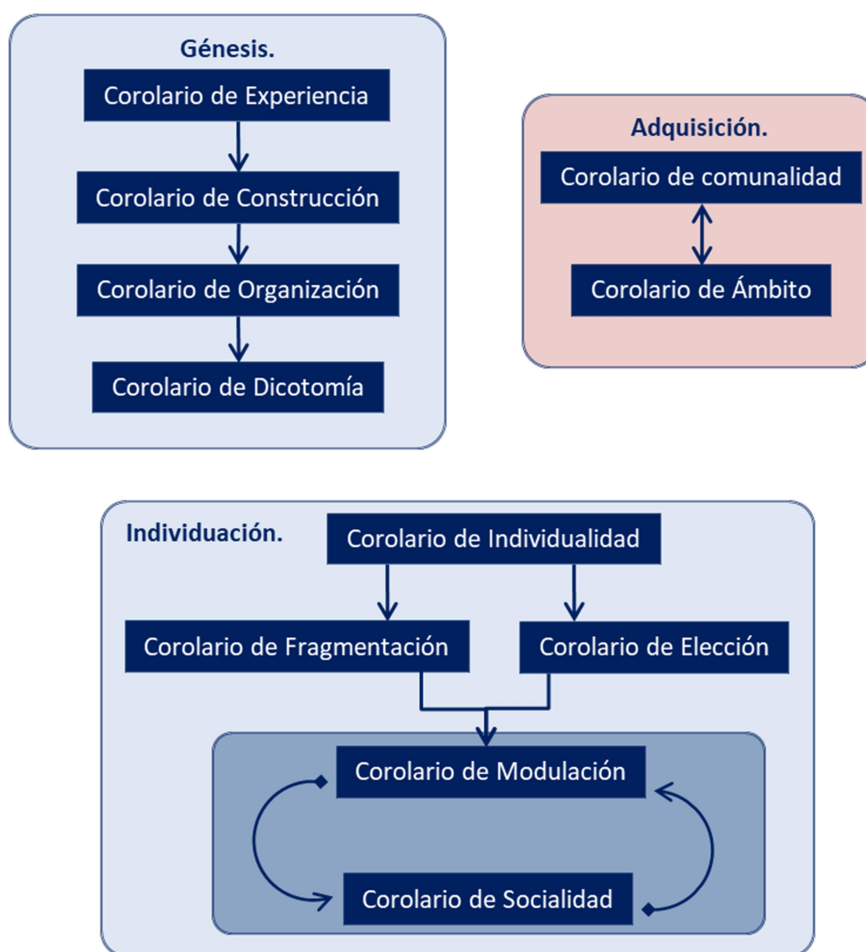 Génesis.
Corolario de Experiencia
Corolario de Construcción
Corolario de Organización
Corolario de Dicotomía
Adquisición.
Corolario de comunalidad
Corolario de Ámbito
Individuación.
Corolario de Individualidad
Corolario de Fragmentación
Corolario de Elección
Corolario de Modulación
Corolario de Socialidad